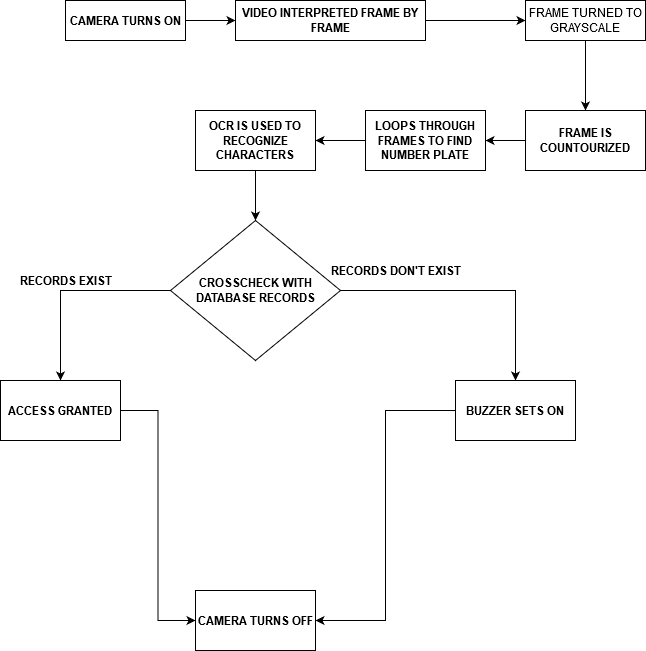 CAMERA TURNS ON
VIDEO INTERPRETED FRAME BY
FRAME
FRAME TURNED TO
GRAYSCALE
OCR IS USED TO
RECOGNIZE
CHARACTERS
LOOPS THROUGH
FRAMES TO FIND
NUMBER PLATE
FRAME IS
COUNTOURIZED
RECORDS EXIST
CROSSCHECK WITH
DATABASE RECORDS
RECORDS DON'T EXIST
ACCESS GRANTED
BUZZER SETS ON
CAMERA TURNS OFF